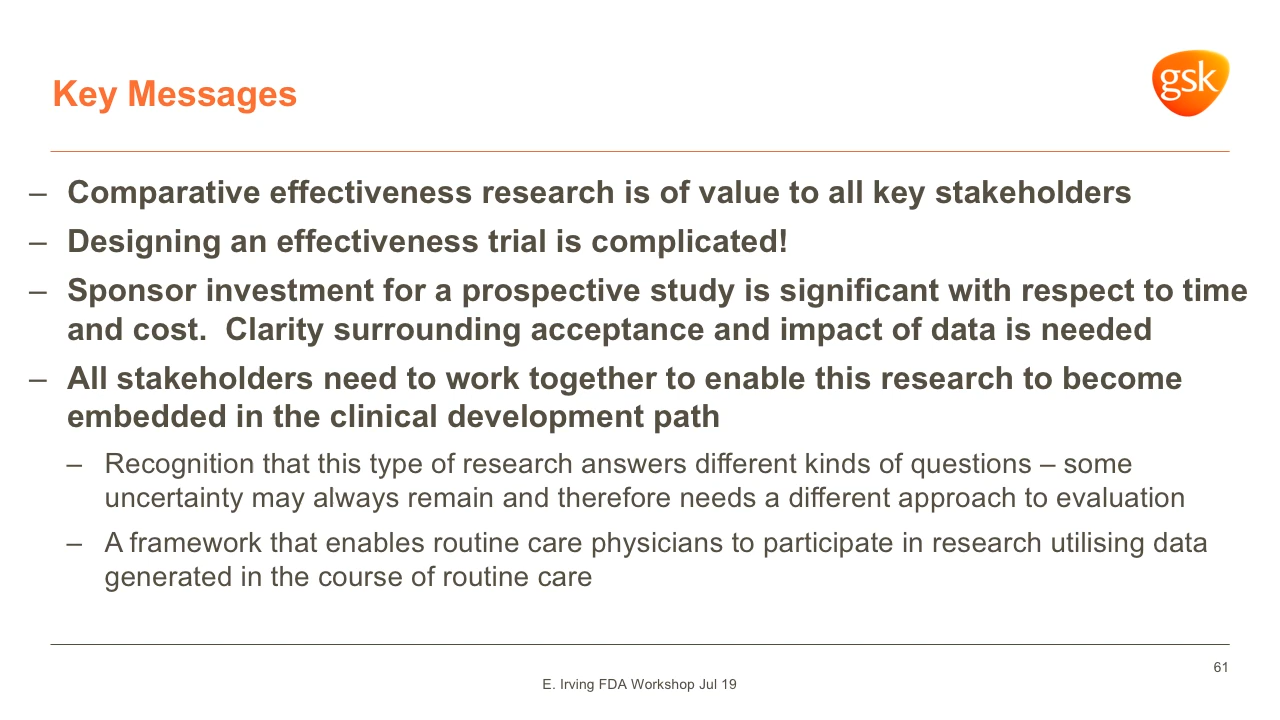 Key Messages
gsk
– Comparative effectiveness research is of value to all key stakeholders
– Designing an effectiveness trial is complicated!
– Sponsor investment for a prospective study is significant with respect to time
and cost.  Clarity surrounding acceptance and impact of data is needed
– All stakeholders need to work together to enable this research to become
embedded in the clinical development path
– Recognition that this type of research answers different kinds of questions – some
uncertainty may always remain and therefore needs a different approach to evaluation
– A framework that enables routine care physicians to participate in research utilising data
generated in the course of routine care
61
E. Irving FDA Workshop Jul 19